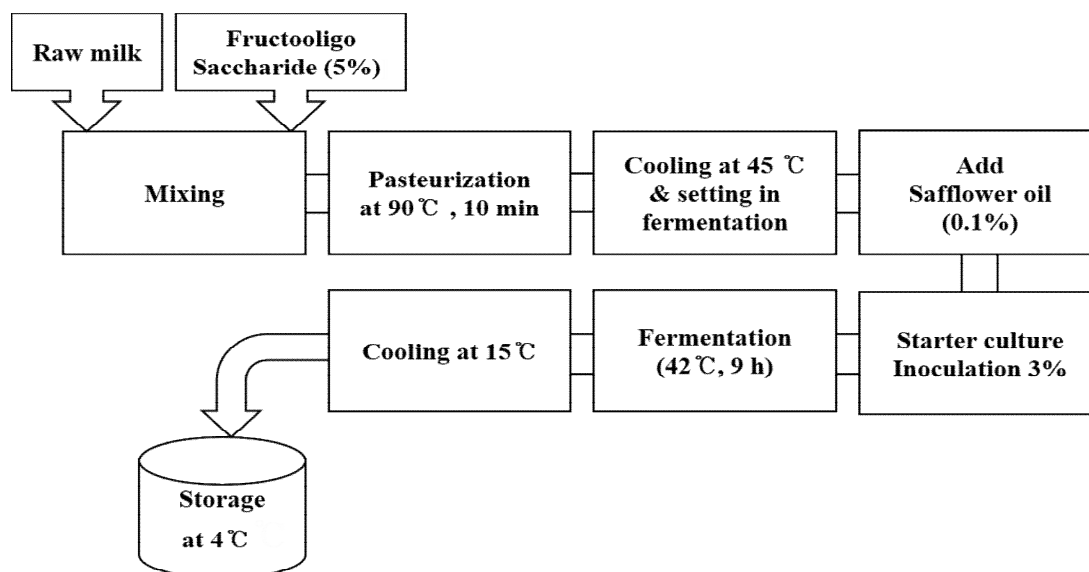 Raw milk
Fructooligo
Saccharide (5%)
Mixing
Pasteurization
at 90℃ , 10 min
Cooling at 45 ℃
& setting in
fermentation
Add
Safflower oil
(0.1%)
Starter culture
Inoculation 3%
Fermentation
(42℃, 9 h)
Cooling at 15℃
Storage
at 4℃